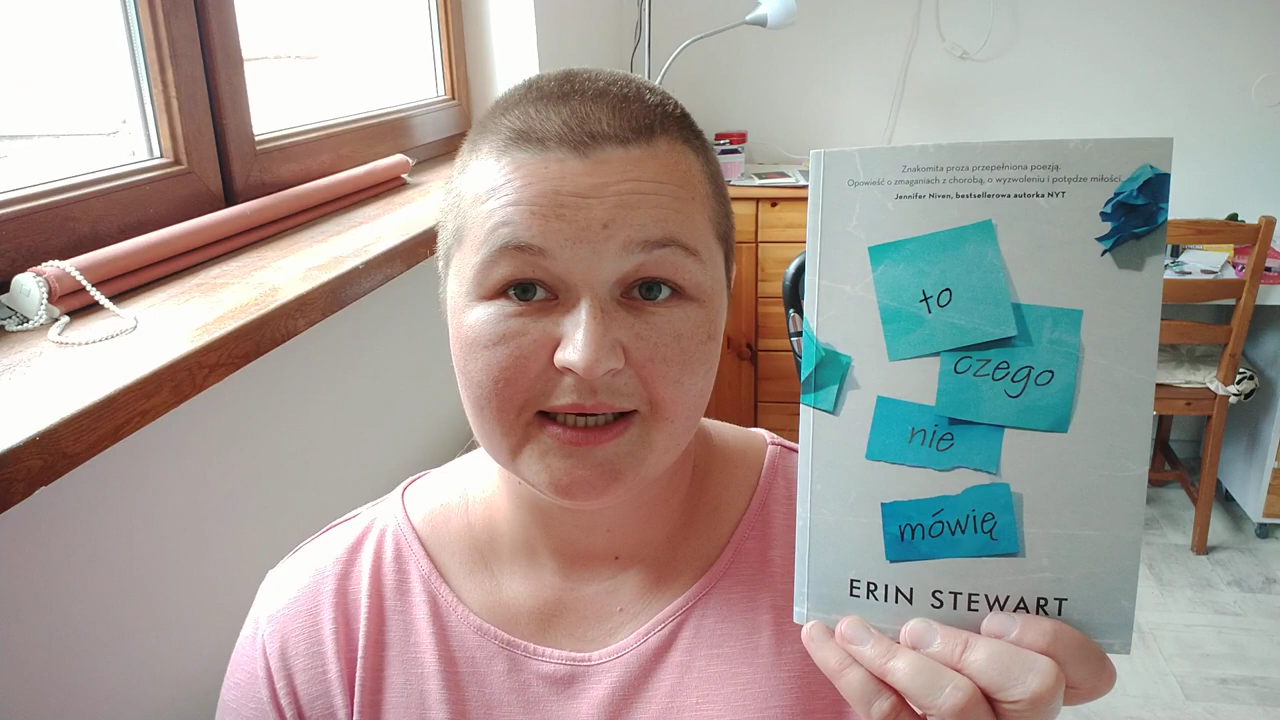 Znakomita proza przepełniona poezją.
Opowieść o zmaganiach z chorobą, o wyzwoleniu i potędze miłości.
Jennifer Niven, bestsellerowa autorka NYT
to
czego
nie
mówię
ERIN STEWART